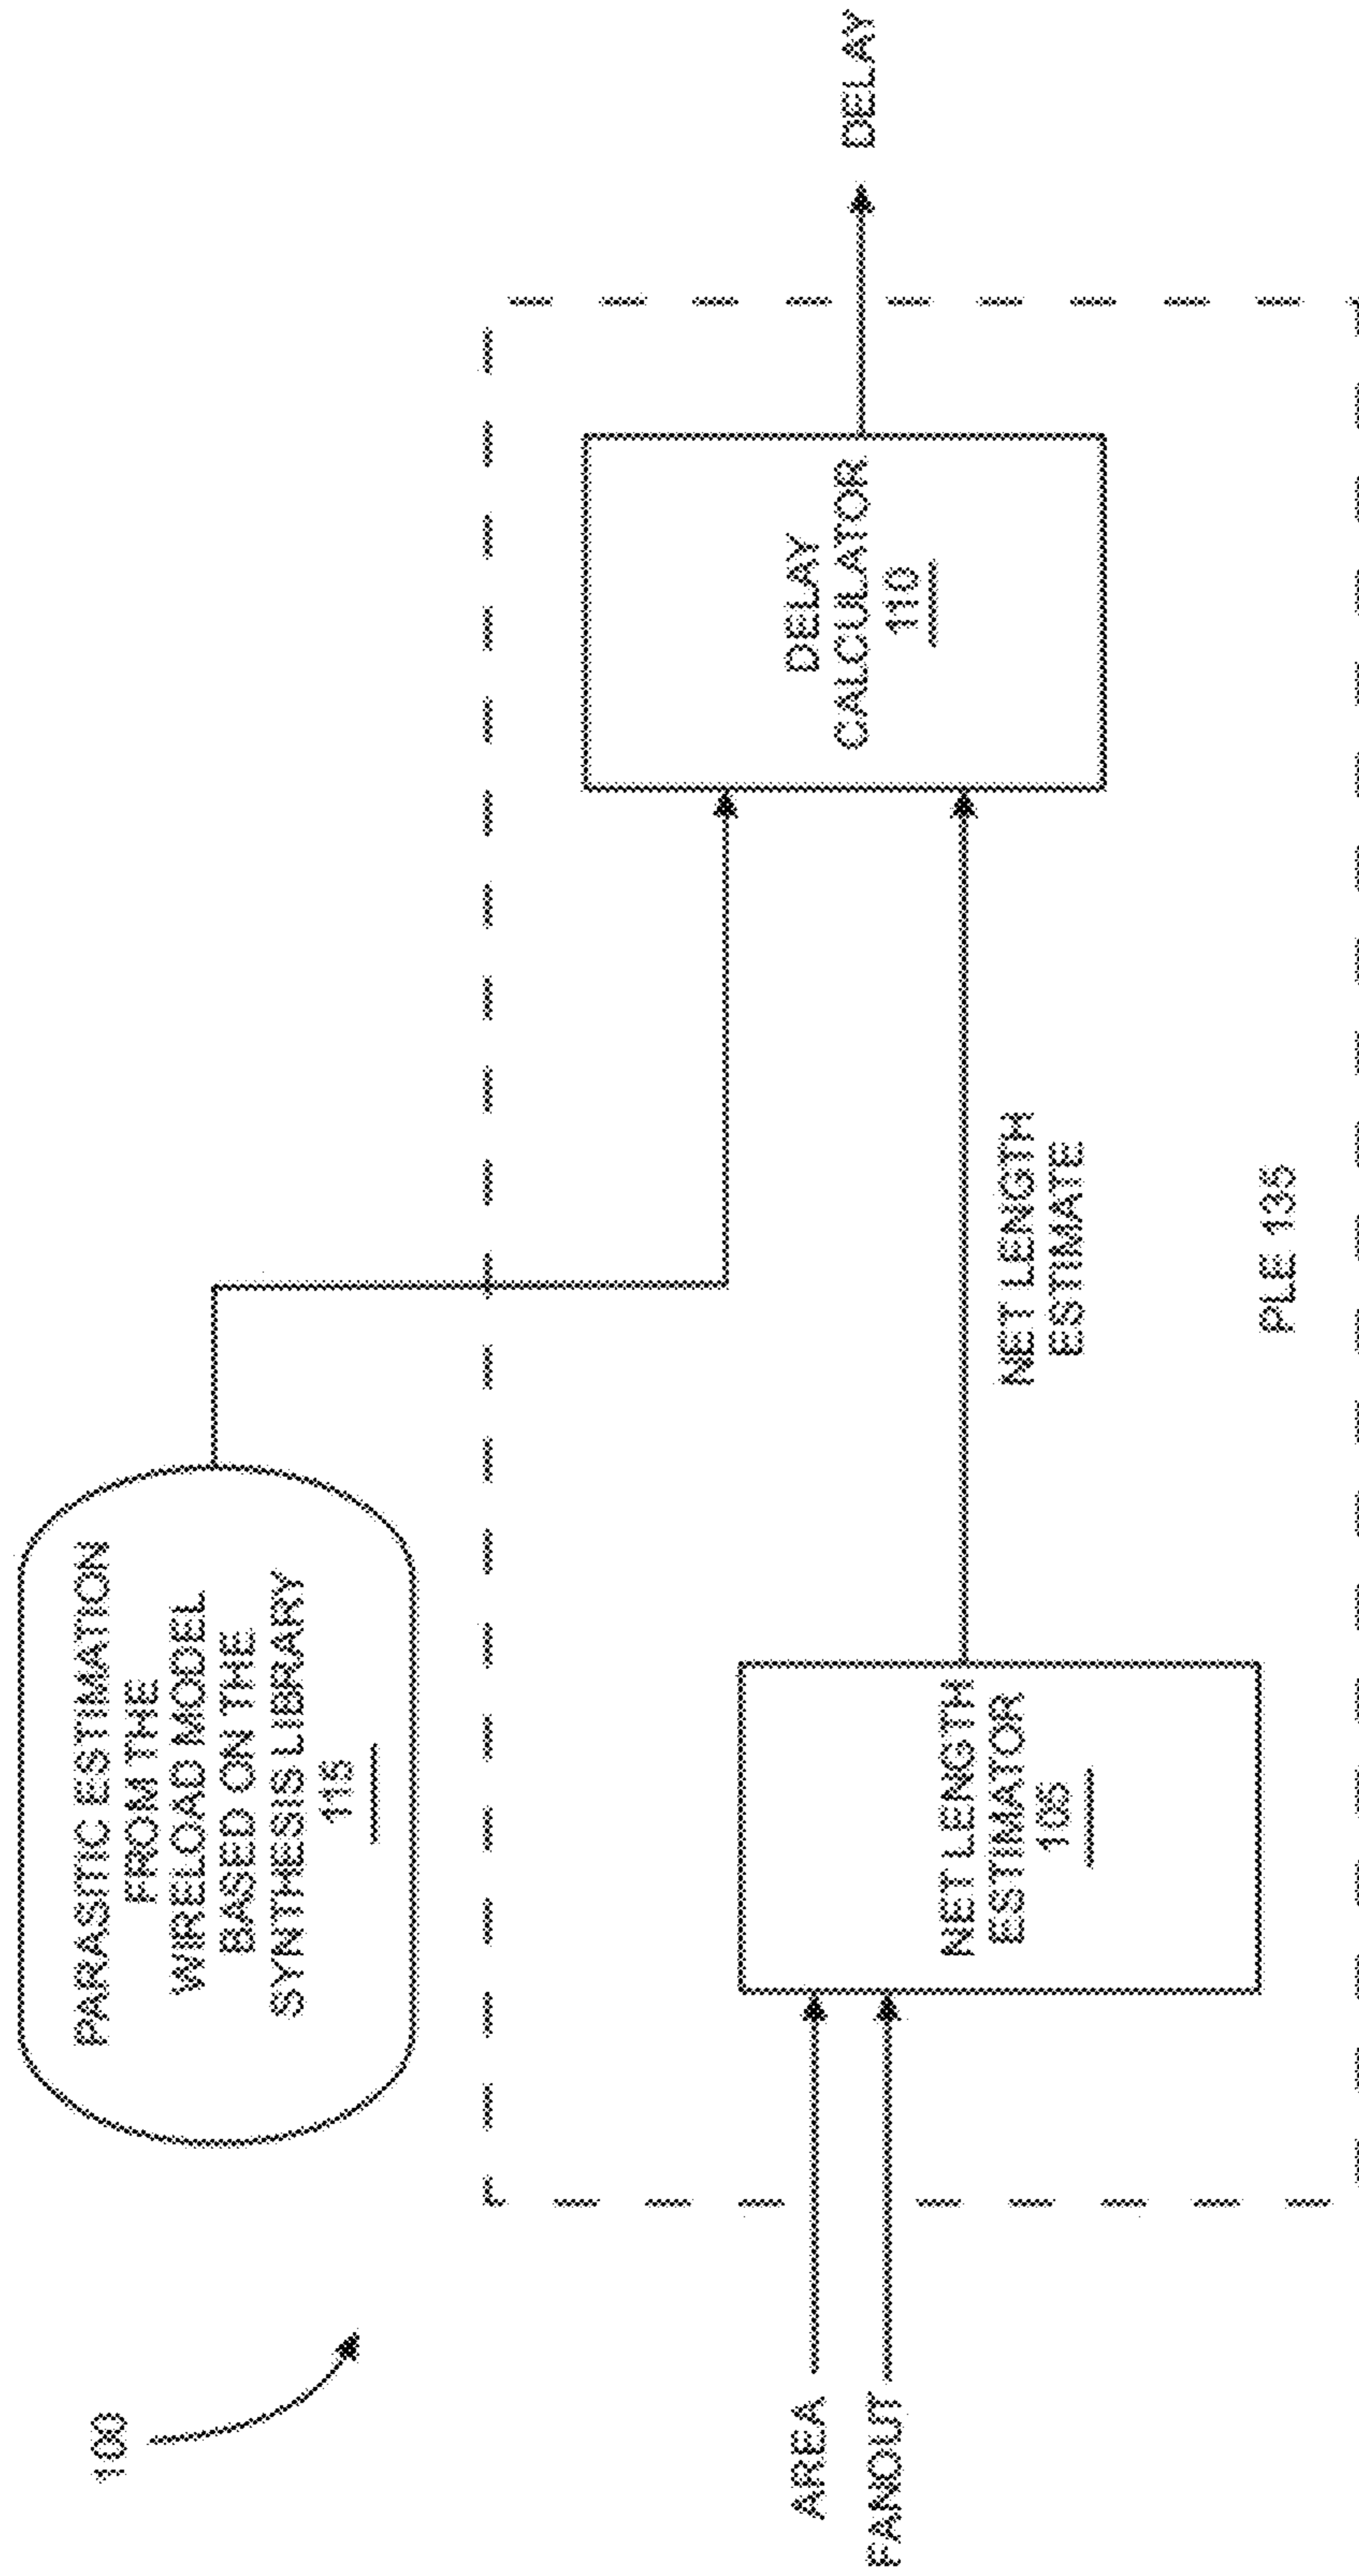 100
PARASITIC ESTIMATION
FROM THE
WIRELOAD MODEL
BASED ON THE
SYNTHESIS LIBRARY
115
AREA
FANOUT
NET LENGTH
ESTIMATOR
105
NET LENGTH
ESTIMATE
DELAY
CALCULATOR
110
DELAY
PLE 135